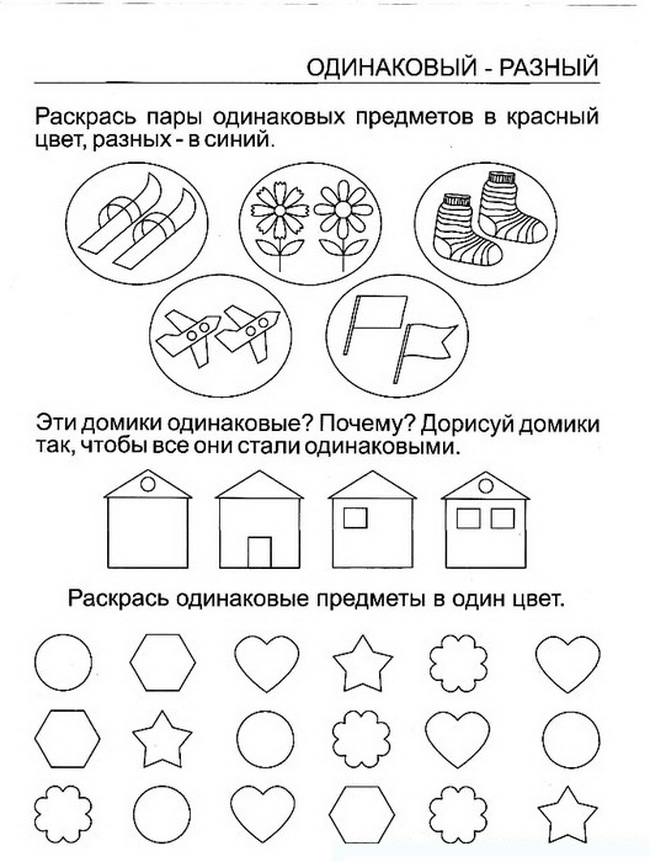 ОДИНАКОВЫЙ - РАЗНЫЙ
Раскрась пары одинаковых предметов в красный
цвет, разных - в синий.
Эти домики одинаковые? Почему? Дорисуй домики
так, чтобы все они стали одинаковыми.
Раскрась одинаковые предметы в один цвет.